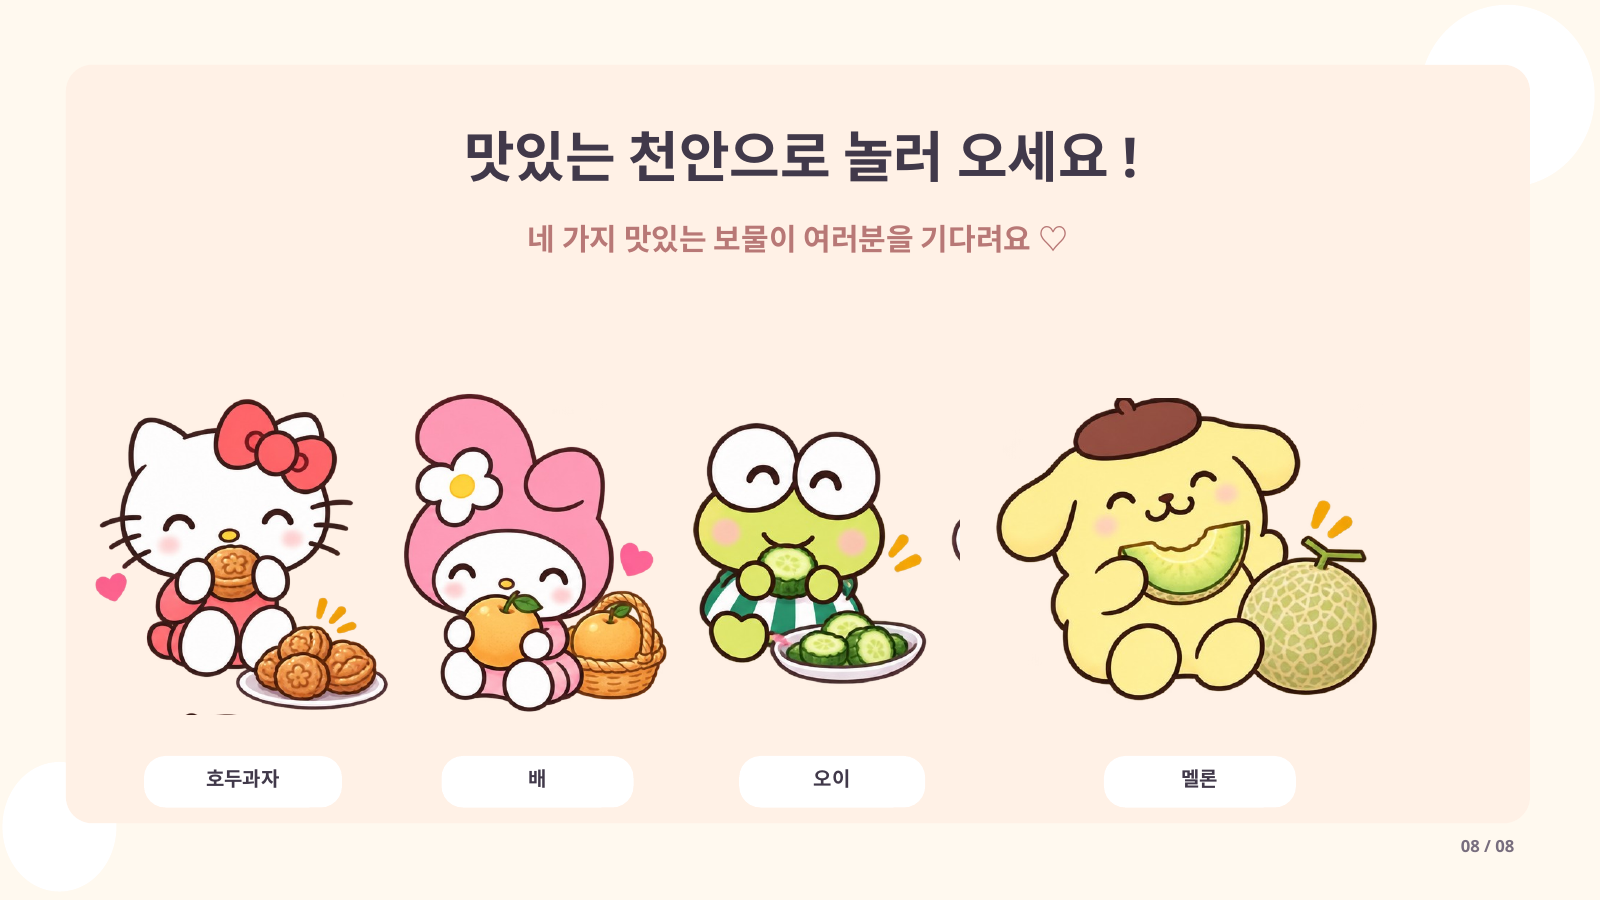 맛있는 천안으로 놀러 오세요 !
네 가지 맛있는 보물이 여러분을 기다려요 ♡
호두과자
배
오이
멜론
08 / 08